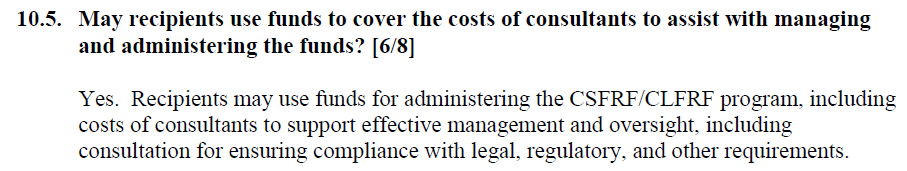 10.5. May recipients use funds to cover the costs of consultants to assist with managing
and administering the funds? [6/8]
Yes. Recipients may use funds for administering the CSFRF/CLFRF program, including
costs of consultants to support effective management and oversight, including
consultation for ensuring compliance with legal, regulatory, and other requirements.